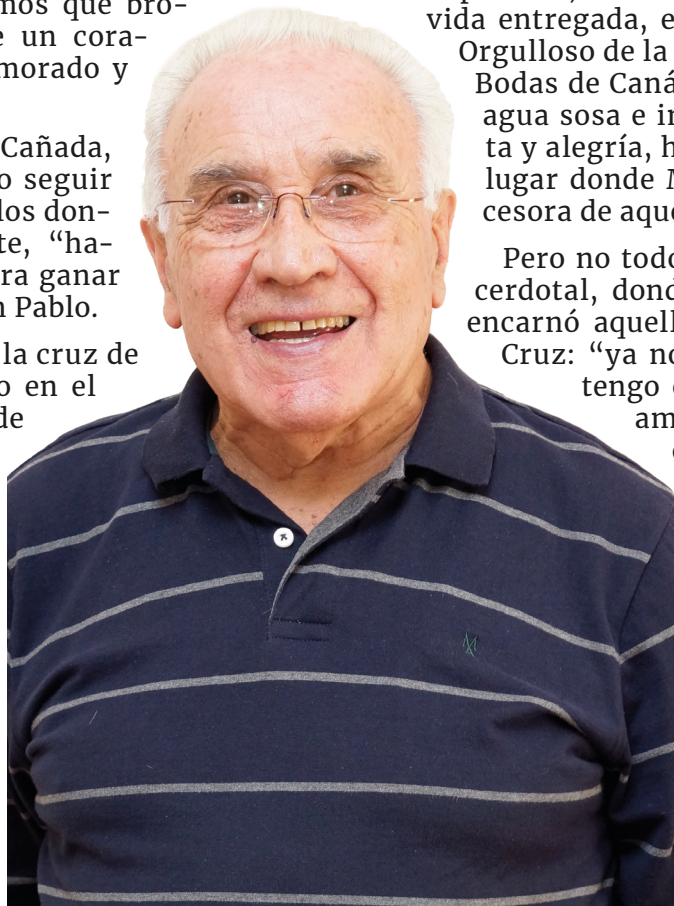 mos que bro-
e un cora-
morado y
Cañada,
o seguir
los don-
te, “ha-
ra ganar
n Pablo.
la cruz de
o en el
de
vida entregada, e
Orgulloso de la
Bodas de Caná
agua sosa e in
ta y alegría, h
lugar donde M
cesora de aque
Pero no todo
cerdotal, dond
encarnó aquell
Cruz: “ya no
tengo
am